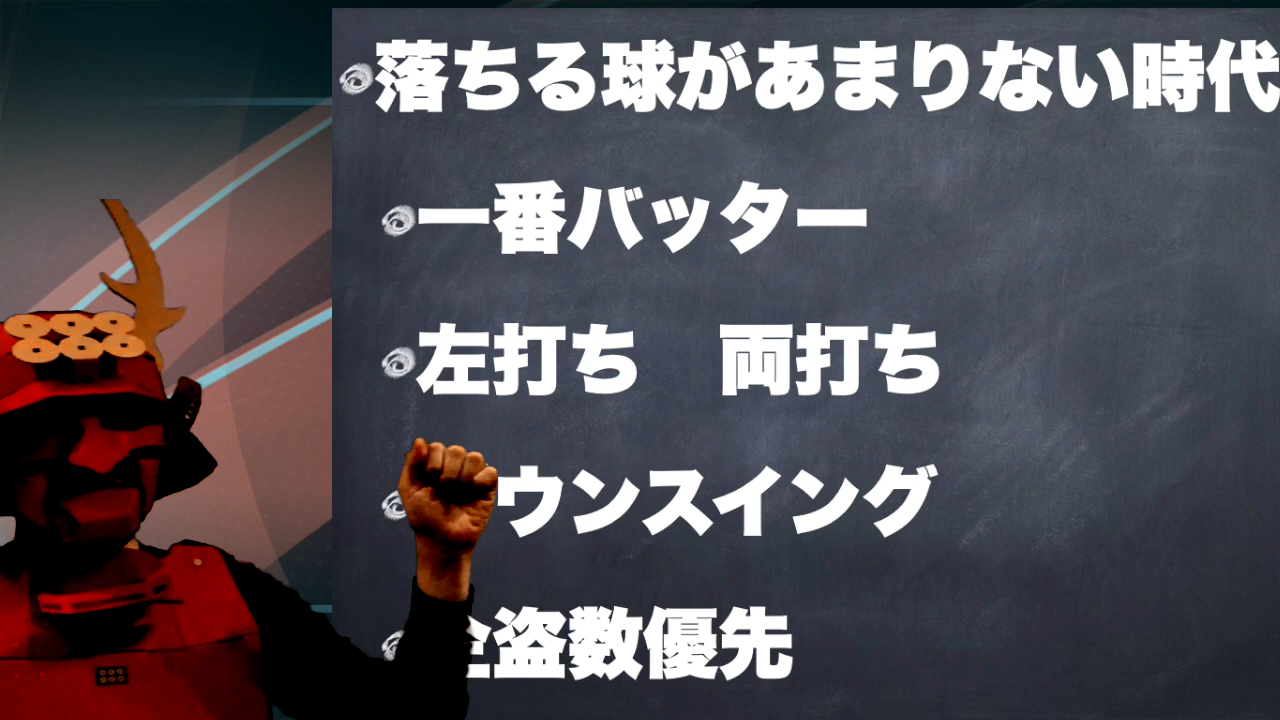 落ちる球があまりない時代
一番バッター
左打ち　両打ち
ウンスイング
盗数優先